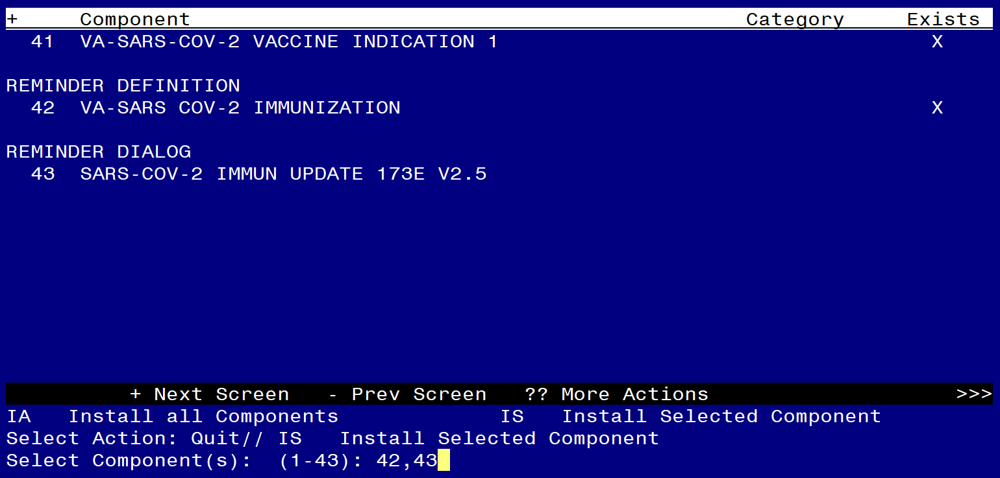 + Component Category Exists
41 VA-SARS-COV-2 VACCINE INDICATION 1 X
REMINDER DEFINITION
42 VA-SARS COV-2 IMMUNIZATION X
REMINDER DIALOG
43 SARS-COV-2 IMMUN UPDATE 173E V2.5
+ Next Screen - Prev Screen ?? More Actions >>>
IA Install all Components IS Install Selected Component
Select Action: Quit// IS Install Selected Component
Select Component(s): (1-43): 42,43